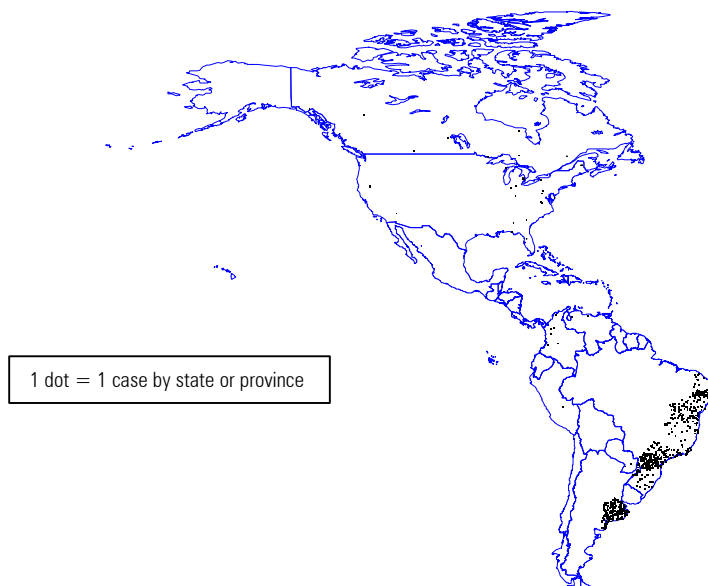 1 dot = 1 case by state or province